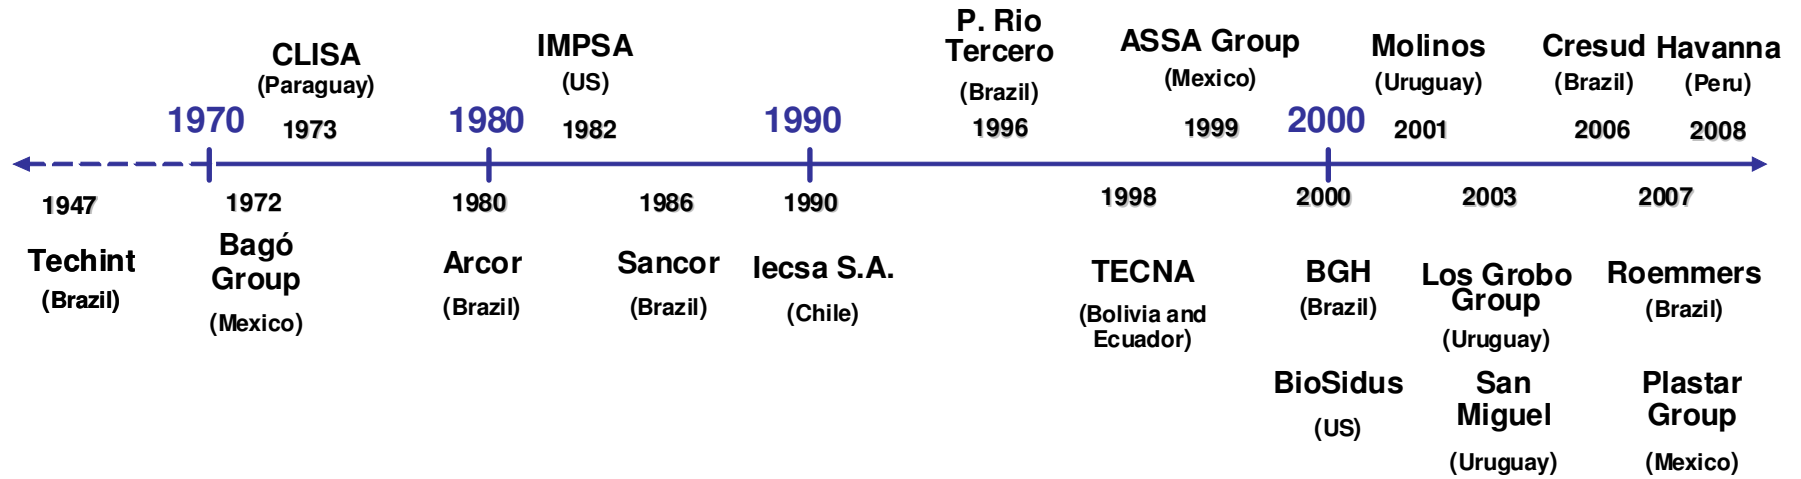 CLISA
(Paraguay)
1973
IMPSA
(US)
1982
P. Rio
Tercero
(Brazil)
1996
ASSA Group
(Mexico)
1999
Molinos
(Uruguay)
2001
Cresud
(Brazil)
2006
Havanna
(Peru)
2008
1970
1980
1990
2000
1947
Techint
(Brazil)
1972
Bagó
Group
(Mexico)
1980
Arcor
(Brazil)
1986
Sancor
(Brazil)
1990
Iecsa S.A.
(Chile)
1998
TECNA
(Bolivia and
Ecuador)
2000
BGH
(Brazil)
BioSidus
(US)
2003
Los Grobo
Group
(Uruguay)
San
Miguel
(Uruguay)
2007
Roemmers
(Brazil)
Plastar
Group
(Mexico)